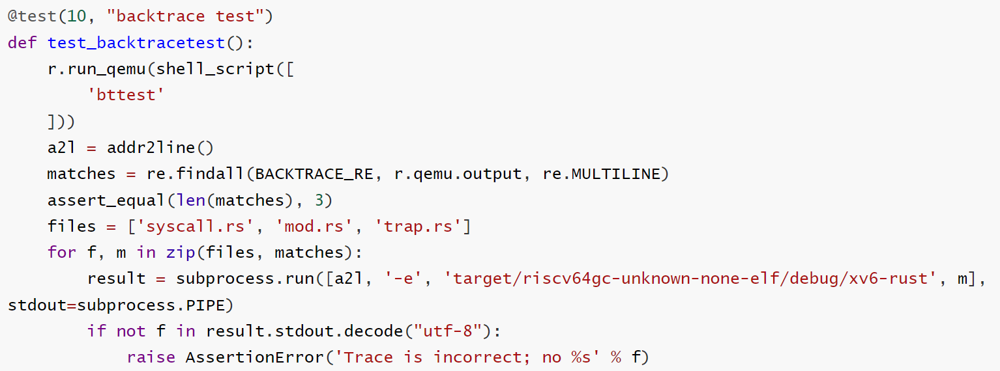 @test(10, "backtrace test")
def test_backtracetest():
    r.run_qemu(shell_script([
        'bttest'
    ]))
    a2l = addr2line()
    matches = re.findall(BACKTRACE_RE, r.qemu.output, re.MULTILINE)
    assert_equal(len(matches), 3)
    files = ['syscall.rs', 'mod.rs', 'trap.rs']
    for f, m in zip(files, matches):
        result = subprocess.run([a2l, '-e', 'target/riscv64gc-unknown-none-elf/debug/xv6-rust', m],
stdout=subprocess.PIPE)
        if not f in result.stdout.decode("utf-8"):
            raise AssertionError('Trace is incorrect; no %s' % f)